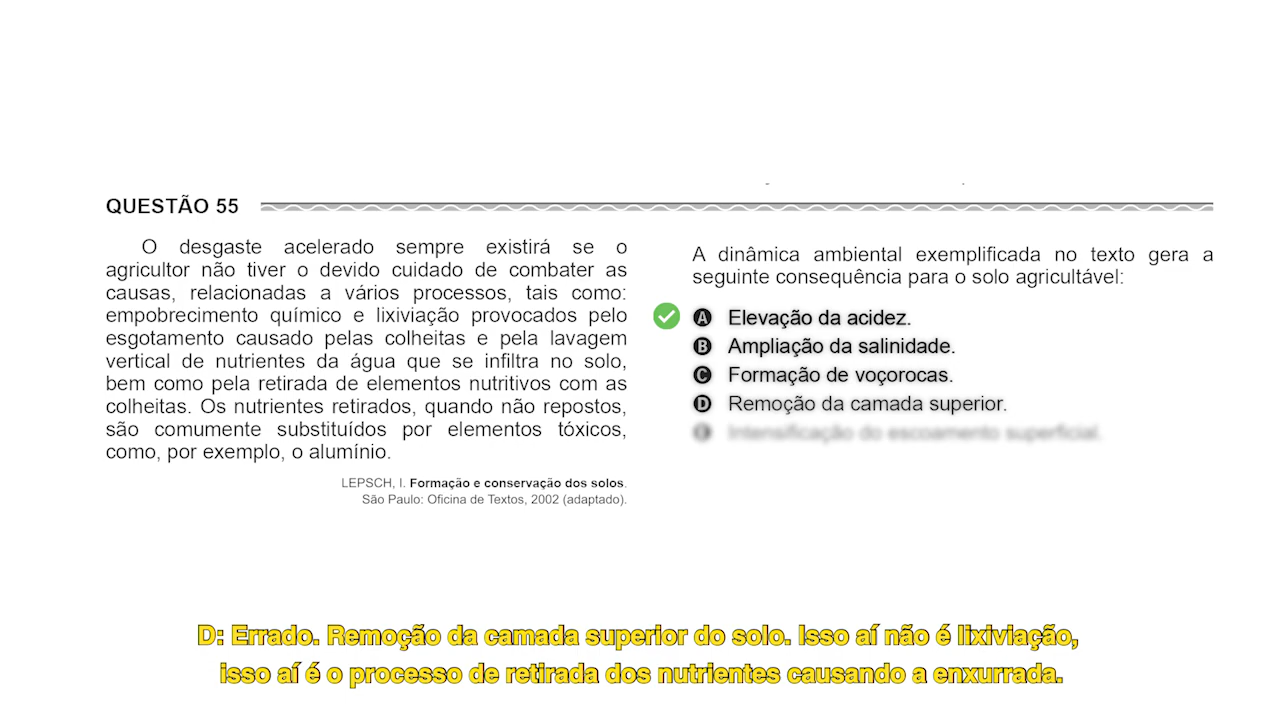 QUESTÃO 55
O desgaste acelerado sempre existirá se o
agricultor não tiver o devido cuidado de combater as
causas, relacionadas a vários processos, tais como:
empobrecimento químico e lixiviação provocados pelo
esgotamento causado pelas colheitas e pela lavagem
vertical de nutrientes da água que se infiltra no solo,
bem como pela retirada de elementos nutritivos com as
colheitas. Os nutrientes retirados, quando não repostos,
são comumente substituídos por elementos tóxicos,
como, por exemplo, o alumínio.
LEPSCH, I. Formação e conservação dos solos.
São Paulo: Oficina de Textos, 2002 (adaptado).
A dinâmica ambiental exemplificada no texto gera a
seguinte consequência para o solo agricultável:
A Elevação da acidez.
B Ampliação da salinidade.
C Formação de voçorocas.
D Remoção da camada superior.
Intensificação do escoamento superficial.
D: Errado. Remoção da camada superior do solo. Isso aí não é lixiviação,
isso aí é o processo de retirada dos nutrientes causando a enxurrada.